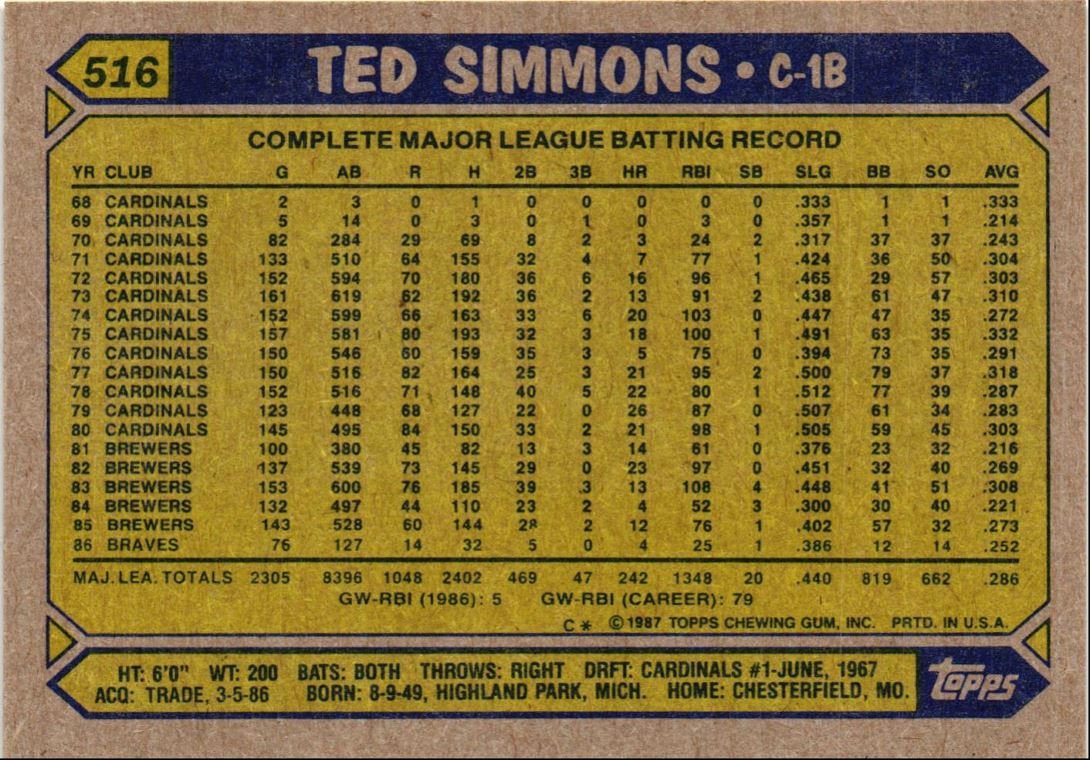 516 TED SIMMONS • C-1B
COMPLETE MAJOR LEAGUE BATTING RECORD
YR CLUB G AB R H 2B 3B HR RBI SB SLG BB SO AVG
68 CARDINALS 2 3 0 1 0 0 0 0 0 .333 1 1 .333
69 CARDINALS 5 14 0 3 0 1 0 3 0 .357 1 1 .214
70 CARDINALS 82 284 29 69 8 2 3 24 2 .317 37 37 .243
71 CARDINALS 133 510 64 155 32 4 7 77 1 .424 36 50 .304
72 CARDINALS 152 594 70 180 36 6 16 96 1 .465 29 57 .303
73 CARDINALS 161 619 62 192 36 2 13 91 2 .438 61 47 .310
74 CARDINALS 152 599 66 163 33 6 20 103 0 .447 47 35 .272
75 CARDINALS 157 581 80 193 32 3 18 100 1 .491 63 35 .332
76 CARDINALS 150 546 60 159 35 3 5 75 0 .394 73 35 .291
77 CARDINALS 150 516 82 164 25 3 21 95 2 .500 79 37 .318
78 CARDINALS 152 516 71 148 40 5 22 80 1 .512 77 39 .287
79 CARDINALS 123 448 68 127 22 0 26 87 0 .507 61 34 .283
80 CARDINALS 145 495 84 150 33 2 21 98 1 .505 59 45 .303
81 BREWERS 100 380 45 82 13 3 14 61 0 .376 23 32 .216
82 BREWERS 137 539 73 145 29 0 23 97 0 .451 32 40 .269
83 BREWERS 153 600 76 185 39 3 13 108 4 .448 41 51 .308
84 BREWERS 132 497 44 110 23 2 4 52 3 .300 30 40 .221
85 BREWERS 143 528 60 144 28 2 12 76 1 .402 57 32 .273
86 BRAVES 76 127 14 32 5 0 4 25 1 .386 12 14 .252
MAJ. LEA. TOTALS 2305 8396 1048 2402 469 47 242 1348 20 .440 819 662 .286
GW-RBI (1986): 5 GW-RBI (CAREER): 79
C* ©1987 TOPPS CHEWING GUM, INC. PRTD. IN U.S.A.
HT: 6'0" WT: 200 BATS: BOTH THROWS: RIGHT DRFT: CARDINALS #1-JUNE, 1967
ACQ: TRADE, 3-5-86 BORN: 8-9-49, HIGHLAND PARK, MICH. HOME: CHESTERFIELD, MO.
Topps